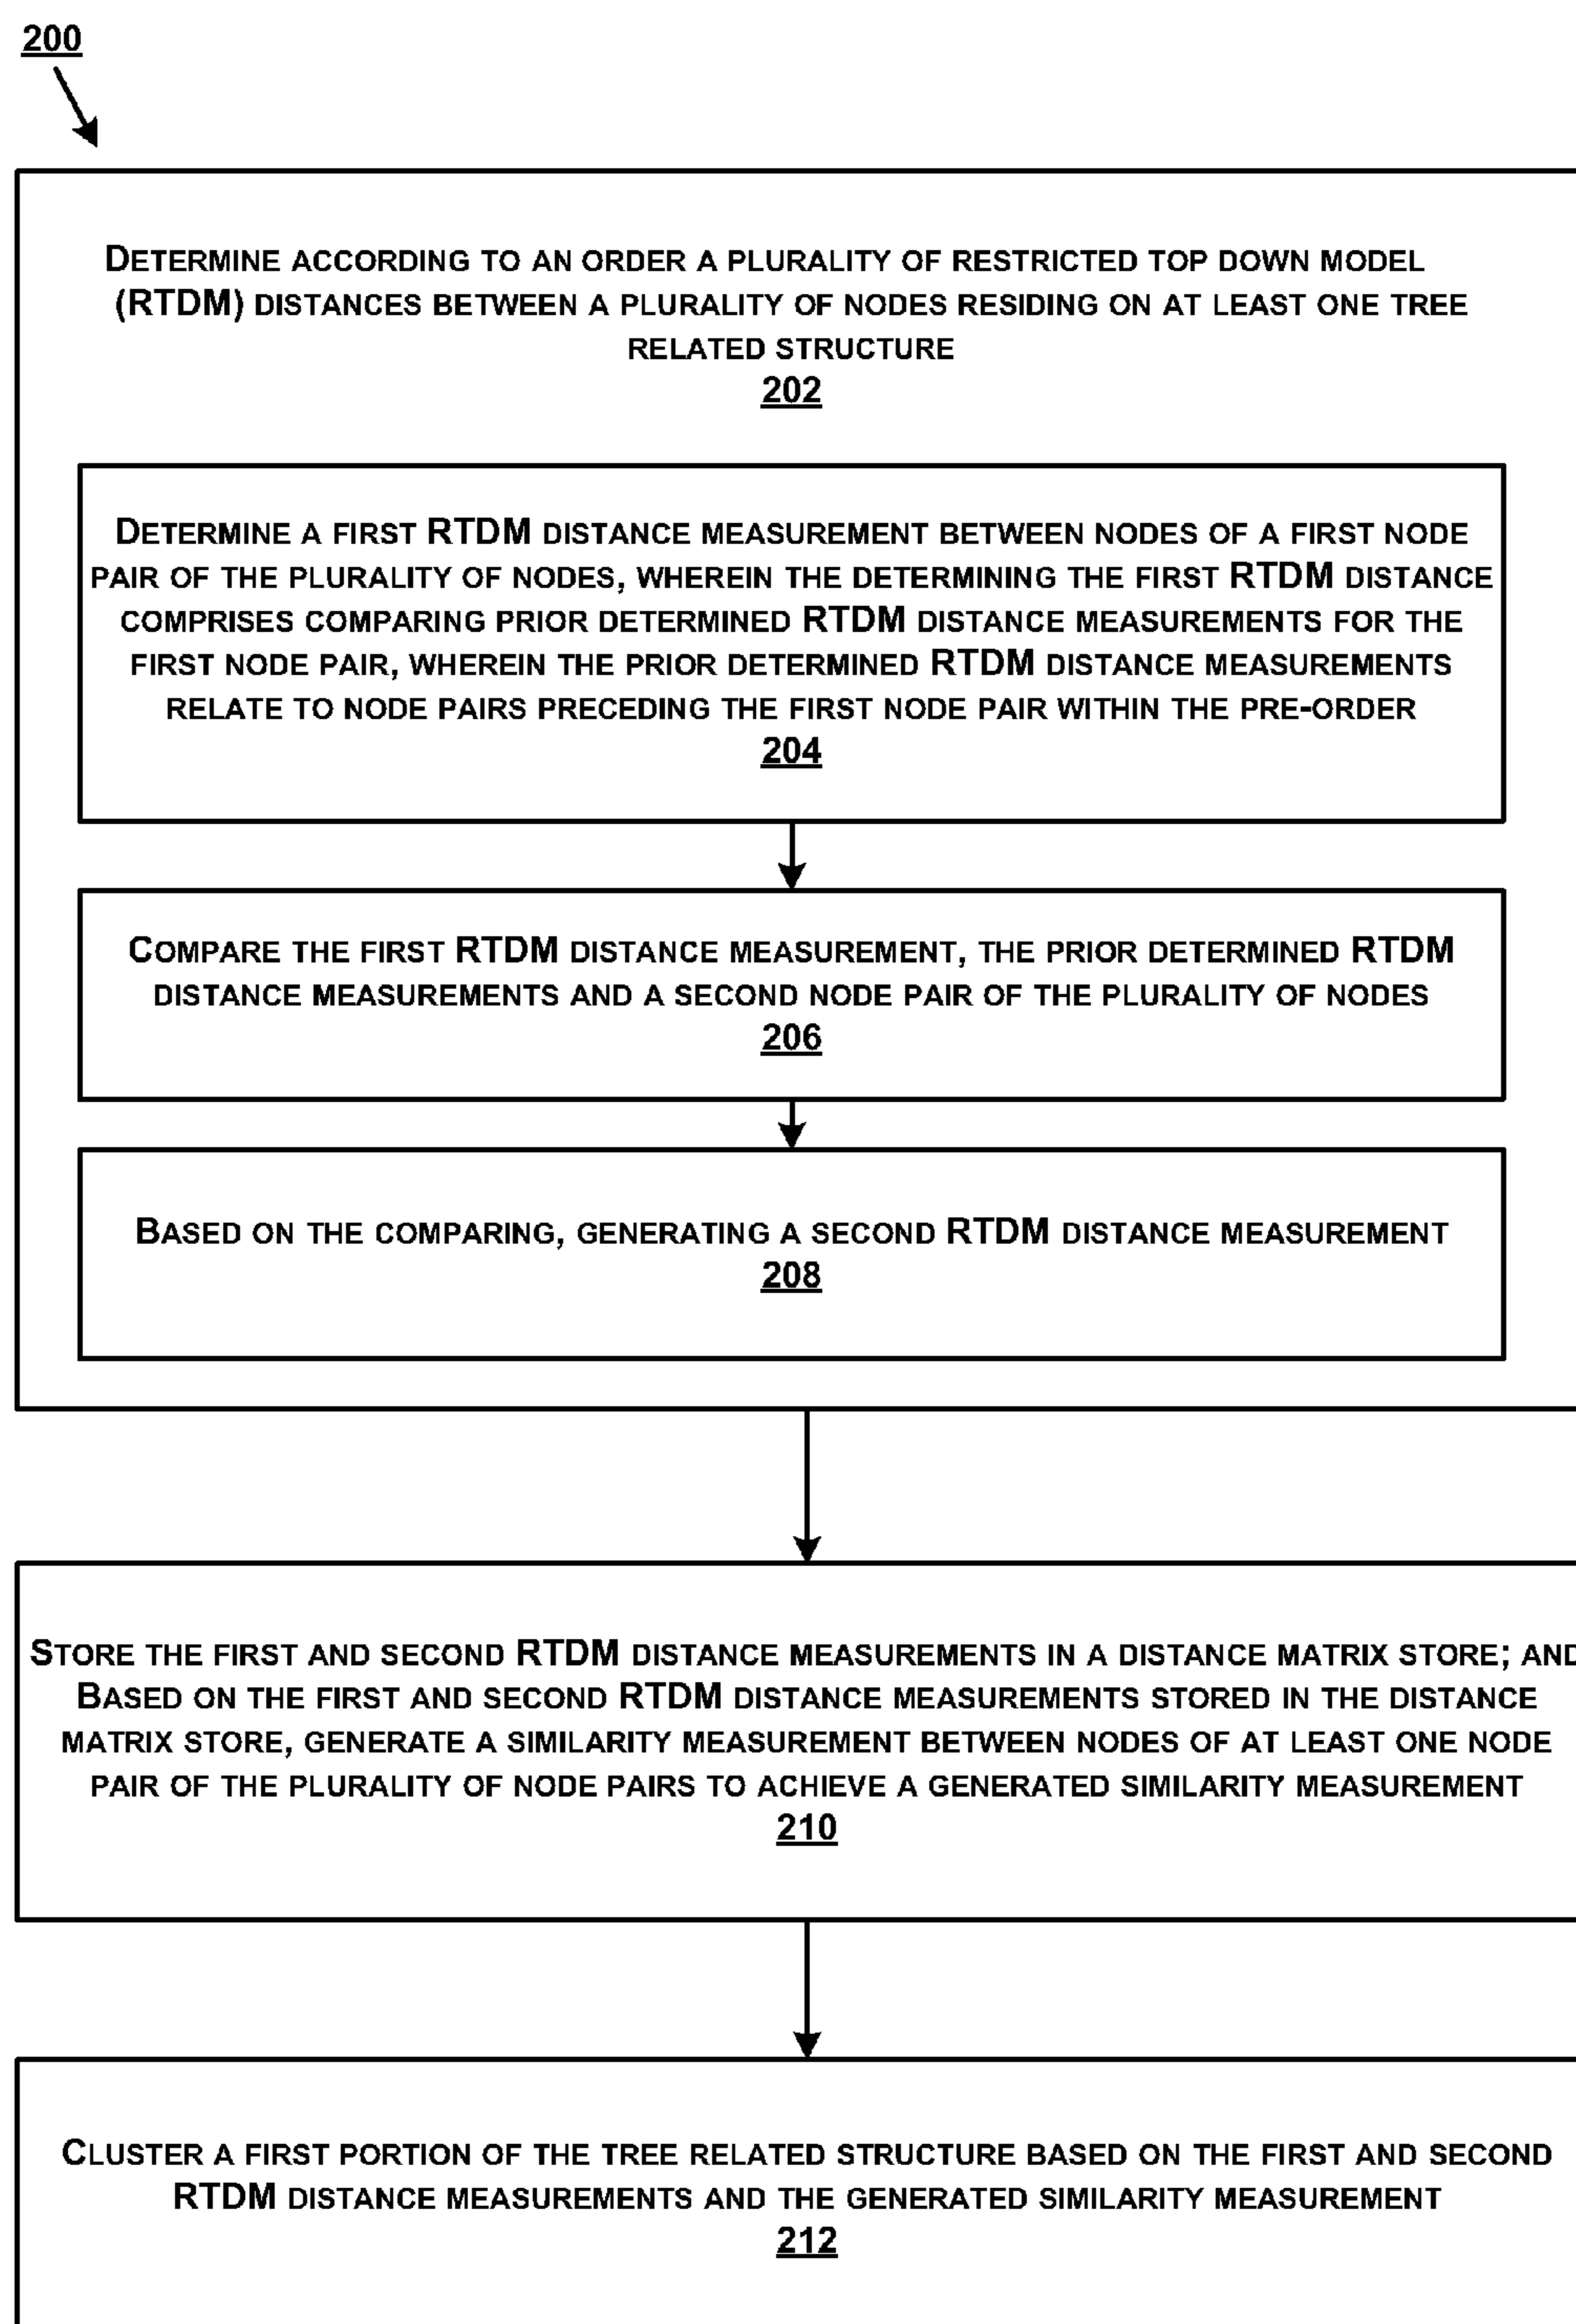 200
DETERMINE ACCORDING TO AN ORDER A PLURALITY OF RESTRICTED TOP DOWN MODEL
(RTDM) DISTANCES BETWEEN A PLURALITY OF NODES RESIDING ON AT LEAST ONE TREE
RELATED STRUCTURE
202
DETERMINE A FIRST RTDM DISTANCE MEASUREMENT BETWEEN NODES OF A FIRST NODE
PAIR OF THE PLURALITY OF NODES, WHEREIN THE DETERMINING THE FIRST RTDM DISTANCE
COMPRISES COMPARING PRIOR DETERMINED RTDM DISTANCE MEASUREMENTS FOR THE
FIRST NODE PAIR, WHEREIN THE PRIOR DETERMINED RTDM DISTANCE MEASUREMENTS
RELATE TO NODE PAIRS PRECEDING THE FIRST NODE PAIR WITHIN THE PRE-ORDER
204
COMPARE THE FIRST RTDM DISTANCE MEASUREMENT, THE PRIOR DETERMINED RTDM
DISTANCE MEASUREMENTS AND A SECOND NODE PAIR OF THE PLURALITY OF NODES
206
BASED ON THE COMPARING, GENERATING A SECOND RTDM DISTANCE MEASUREMENT
208
STORE THE FIRST AND SECOND RTDM DISTANCE MEASUREMENTS IN A DISTANCE MATRIX STORE; AND
BASED ON THE FIRST AND SECOND RTDM DISTANCE MEASUREMENTS STORED IN THE DISTANCE
MATRIX STORE, GENERATE A SIMILARITY MEASUREMENT BETWEEN NODES OF AT LEAST ONE NODE
PAIR OF THE PLURALITY OF NODE PAIRS TO ACHIEVE A GENERATED SIMILARITY MEASUREMENT
210
CLUSTER A FIRST PORTION OF THE TREE RELATED STRUCTURE BASED ON THE FIRST AND SECOND
RTDM DISTANCE MEASUREMENTS AND THE GENERATED SIMILARITY MEASUREMENT
212